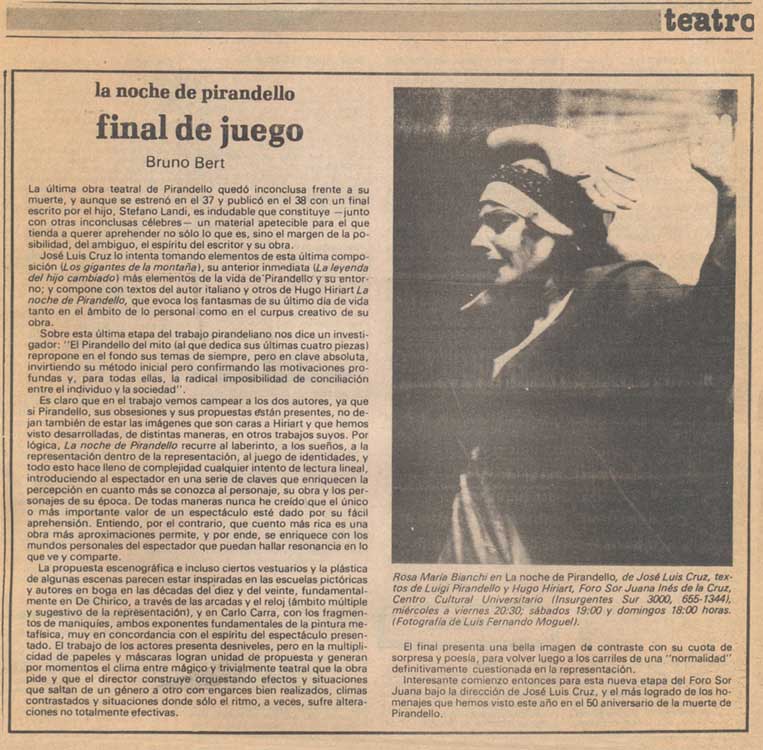 teatro
la noche de pirandello
final de juego
Bruno Bert
La última obra teatral de Pirandello quedó inconclusa frente a su
muerte, y aunque se estrenó en el 37 y publicó en el 38 con un final
escrito por el hijo, Stefano Landi, es indudable que constituye —junto
con otras inconclusas célebres— un material apetecible para el que
tienda a querer aprehender no sólo lo que es, sino el margen de la po-
sibilidad, del ambiguo, el espíritu del escritor y su obra.
José Luis Cruz lo intenta tomando elementos de esta última compo-
sición (Los gigantes de la montaña), su anterior inmediata (La leyenda
del hijo cambiado) más elementos de la vida de Pirandello y su entor-
no; y compone con textos del autor italiano y otros de Hugo Hiriart La
noche de Pirandello, que evoca los fantasmas de su último día de vida
tanto en el ámbito de lo personal como en el curpus creativo de su
obra.
Sobre esta última etapa del trabajo pirandeliano nos dice un investi-
gador: "El Pirandello del mito (al que dedica sus últimas cuatro piezas)
repropone en el fondo sus temas de siempre, pero en clave absoluta,
invirtiendo su método inicial pero confirmando las motivaciones pro-
fundas y, para todas ellas, la radical imposibilidad de conciliación
entre el individuo y la sociedad".
Es claro que en el trabajo vemos campear a los dos autores, ya que
si Pirandello, sus obsesiones y sus propuestas están presentes, no de-
jan también de estar las imágenes que son caras a Hiriart y que hemos
visto desarrolladas, de distintas maneras, en otros trabajos suyos. Por
lógica, La noche de Pirandello recurre al laberinto, a los sueños, a la
representación dentro de la representación, al juego de identidades, y
todo esto hace lleno de complejidad cualquier intento de lectura lineal,
introduciendo al espectador en una serie de claves que enriquecen la
percepción en cuanto más se conozca al personaje, su obra y los per-
sonajes de su época. De todas maneras nunca he creído que el único
o más importante valor de un espectáculo esté dado por su fácil
aprehensión. Entiendo, por el contrario, que cuento más rica es una
obra más aproximaciones permite, y por ende, se enriquece con los
mundos personales del espectador que puedan hallar resonancia en lo
que ve y comparte.
La propuesta escenográfica e incluso ciertos vestuarios y la plástica
de algunas escenas parecen estar inspiradas en las escuelas pictóricas
y autores en boga en las décadas del diez y del veinte, fundamental-
mente en De Chirico, a través de las arcadas y el reloj (ámbito múltiple
y sugestivo de la representación), y en Carlo Carra, con los fragmen-
tos de maniquíes, ambos exponentes fundamentales de la pintura me-
tafísica, muy en concordancia con el espíritu del espectáculo presen-
tado. El trabajo de los actores presenta desniveles, pero en la multipli-
cidad de papeles y máscaras logran unidad de propuesta y generan
por momentos el clima entre mágico y trivialmente teatral que la obra
pide y que el director construye orquestando efectos y situaciones
que saltan de un género a otro con engarces bien realizados, climas
contrastados y situaciones donde sólo el ritmo, a veces, sufre altera-
ciones no totalmente efectivas.
Rosa María Bianchi en La noche de Pirandello, de José Luis Cruz, tex-
tos de Luigi Pirandello y Hugo Hiriart, Foro Sor Juana Inés de la Cruz,
Centro Cultural Universitario (Insurgentes Sur 3000, 655-1344),
miércoles a viernes 20:30; sábados 19:00 y domingos 18:00 horas.
(Fotografía de Luis Fernando Moguel).
El final presenta una bella imagen de contraste con su cuota de
sorpresa y poesía, para volver luego a los carriles de una "normalidad"
definitivamente cuestionada en la representación.
Interesante comienzo entonces para esta nueva etapa del Foro Sor
Juana bajo la dirección de José Luis Cruz, y el más logrado de los ho-
menajes que hemos visto este año en el 50 aniversario de la muerte de
Pirandello.